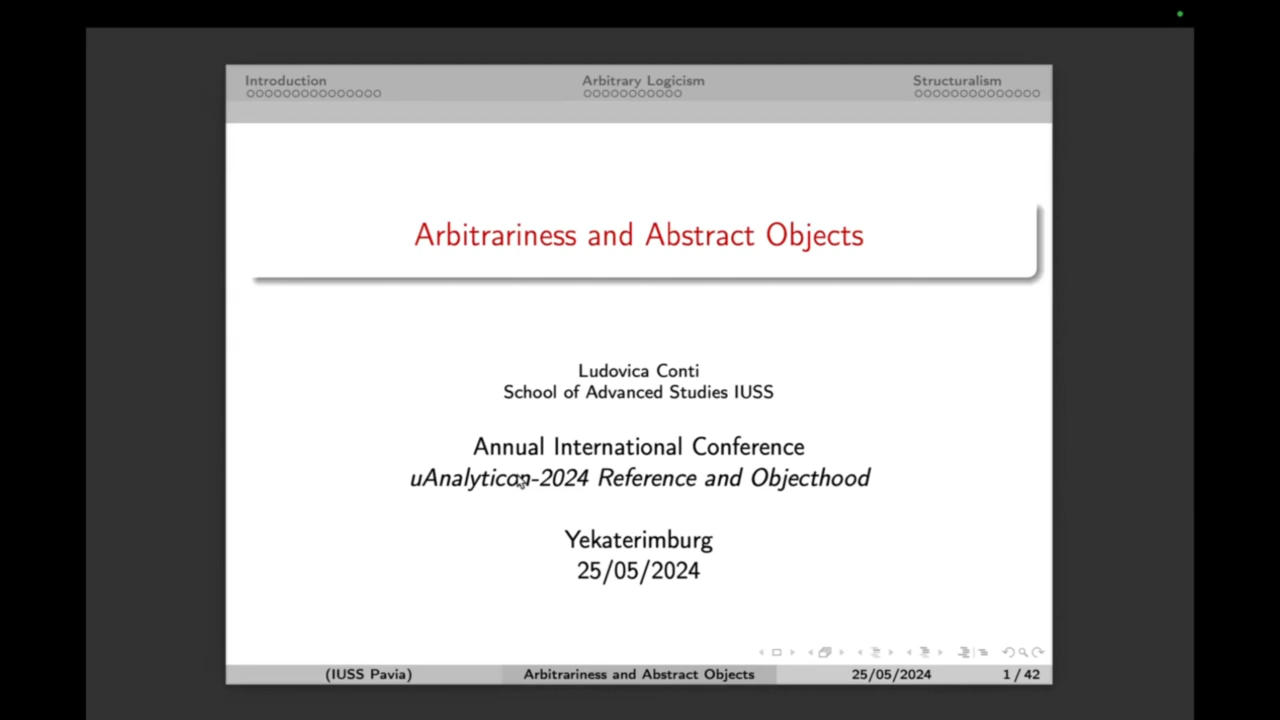 Introduction
Arbitrary Logicism
Structuralism
Arbitrariness and Abstract Objects
Ludovica Conti
School of Advanced Studies IUSS
Annual International Conference
uAnalyticon-2024 Reference and Objecthood
Yekaterimburg
25/05/2024
(IUSS Pavia)
Arbitrariness and Abstract Objects
25/05/2024
1 / 42